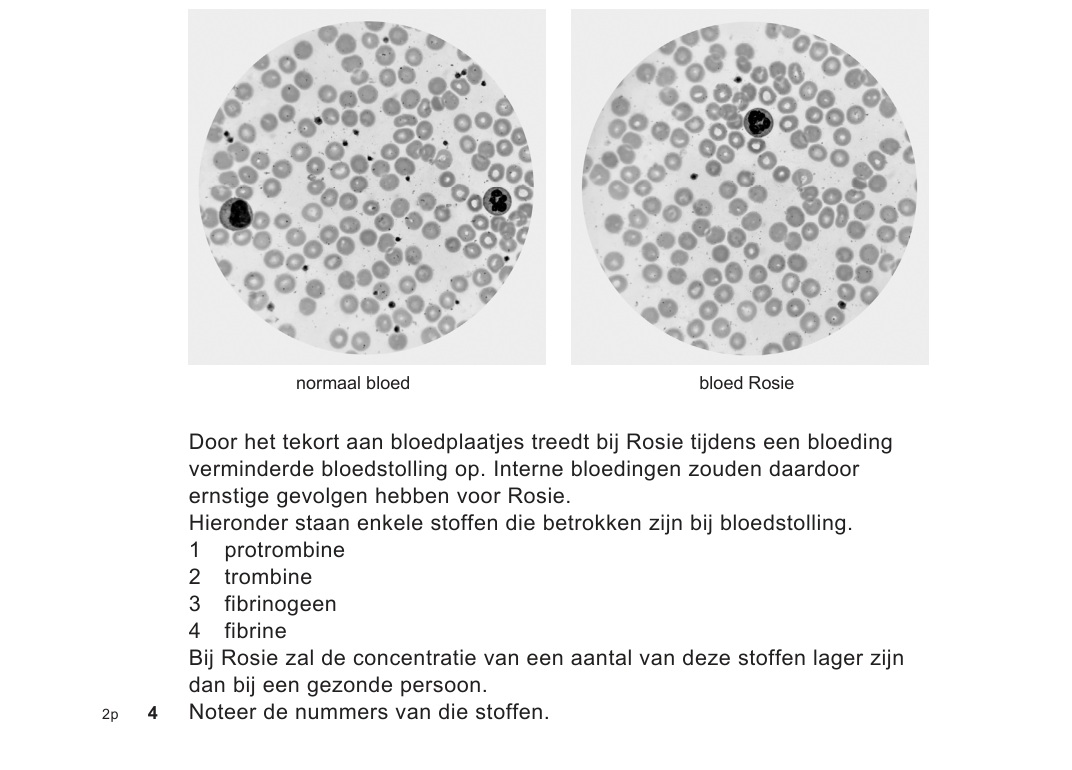 normaal bloed
bloed Rosie
Door het tekort aan bloedplaatjes treedt bij Rosie tijdens een bloeding
verminderde bloedstolling op. Interne bloedingen zouden daardoor
ernstige gevolgen hebben voor Rosie.
Hieronder staan enkele stoffen die betrokken zijn bij bloedstolling.
1 protrombine
2 trombine
3 fibrinogeen
4 fibrine
Bij Rosie zal de concentratie van een aantal van deze stoffen lager zijn
dan bij een gezonde persoon.
2p 4 Noteer de nummers van die stoffen.